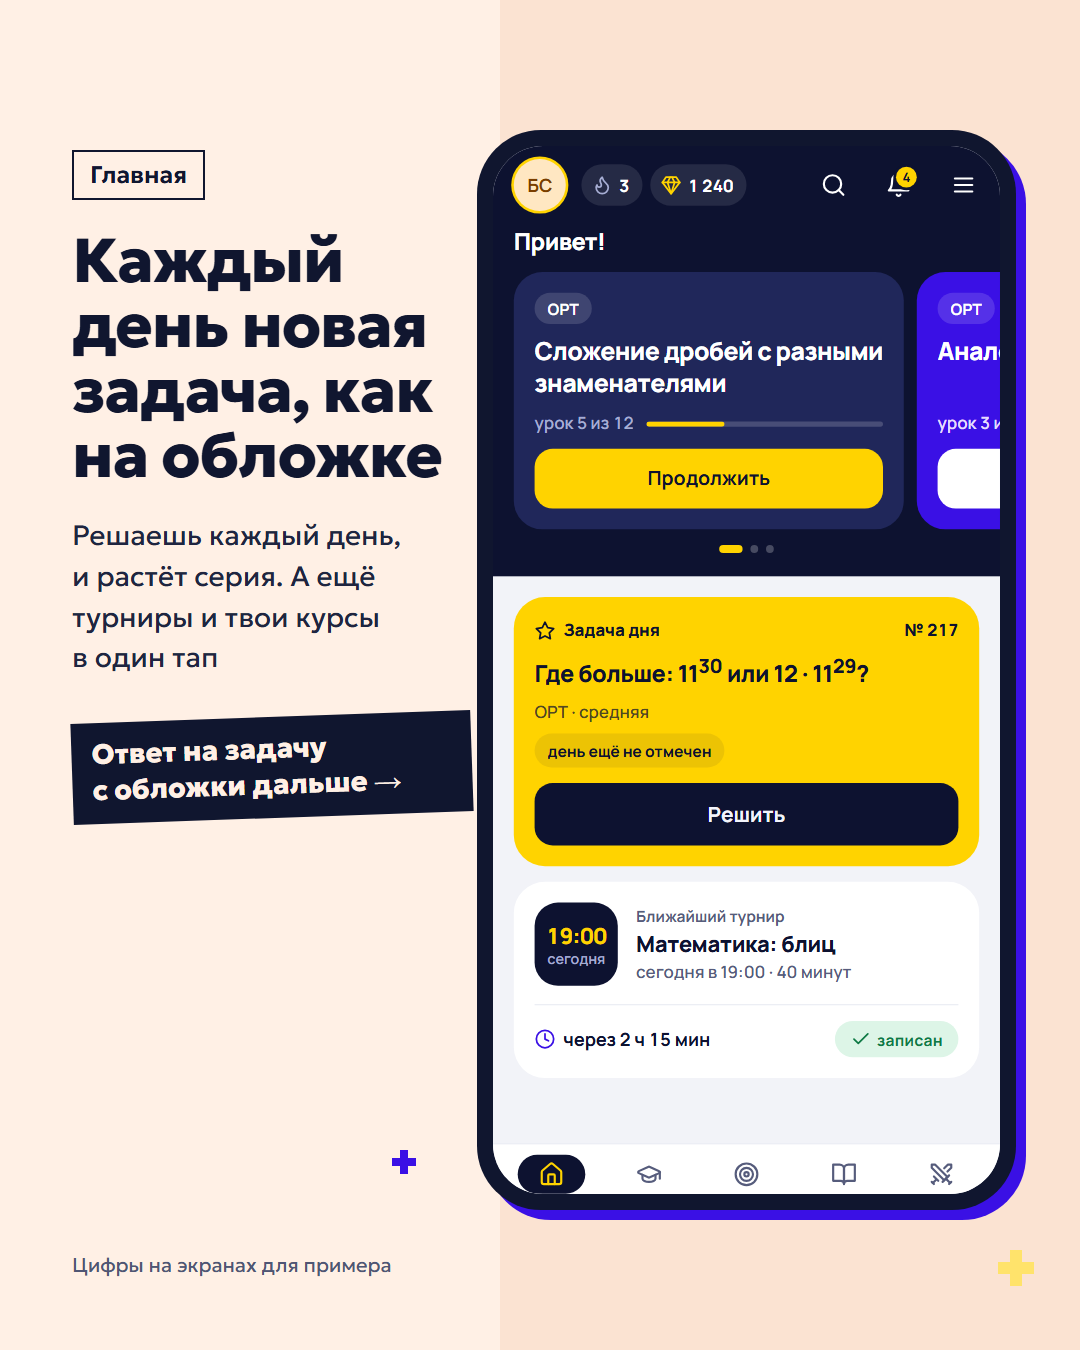 Главная
Каждый
день новая
задача, как
на обложке
Решаешь каждый день,
и растёт серия. А ещё
турниры и твои курсы
в один тап
Ответ на задачу
с обложки дальше →
Цифры на экранах для примера
БС
3
1 240
4
Привет!
ОРТ
Сложение дробей с разными
знаменателями
урок 5 из 12
Продолжить
ОРТ
урок 3
Задача дня
№ 217
Где больше: 11³⁰ или 12 · 11²⁹?
ОРТ · средняя
день ещё не отмечен
Решить
19:00
сегодня
Ближайший турнир
Математика: блиц
сегодня в 19:00 · 40 минут
через 2 ч 15 мин
записан